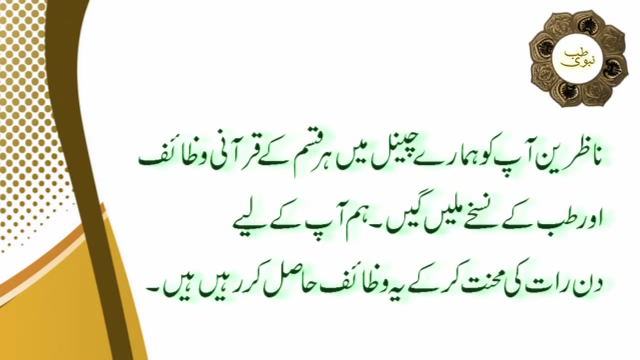 طب نبوی
ناظرین آپ کو ہمارے چینل میں ہر قسم کے قرآنی وظائف
اور طب کے نسخے ملیں گیں۔ ہم آپ کے لیے
دن رات کی محنت کر کے یہ وظائف حاصل کر رہیں ہیں۔